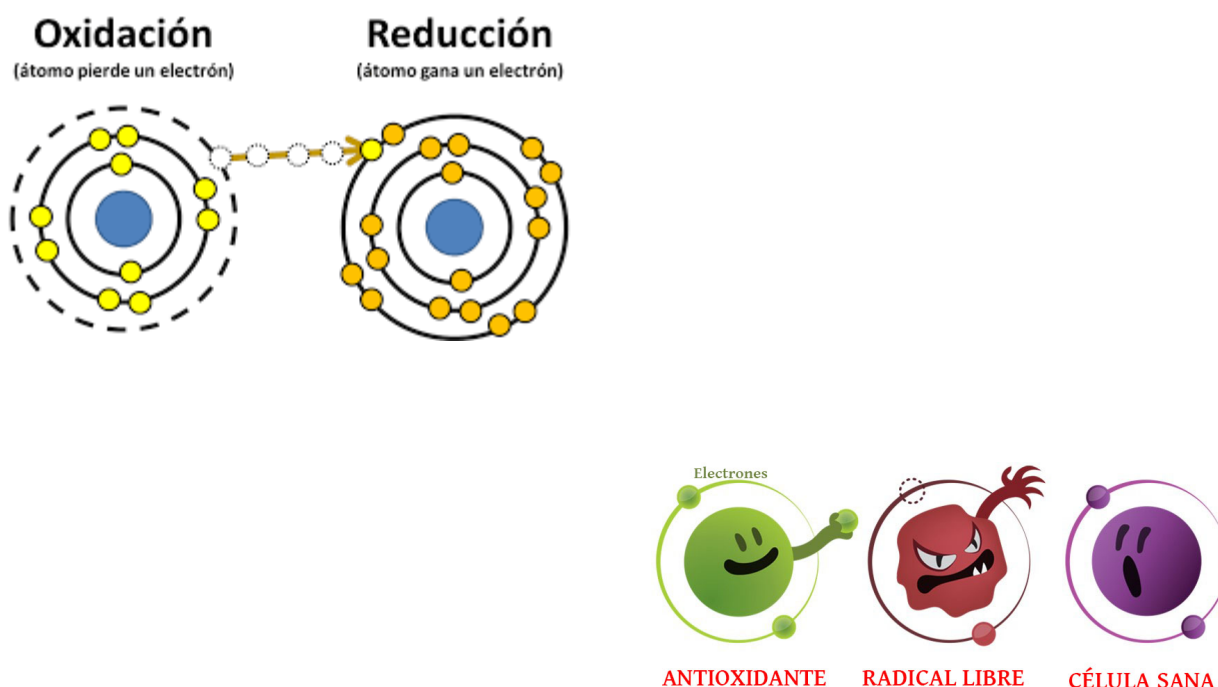 Oxidación
(átomo pierde un electrón)
Reducción
(átomo gana un electrón)
Electrones
ANTIOXIDANTE
RADICAL LIBRE
CÉLULA SANA